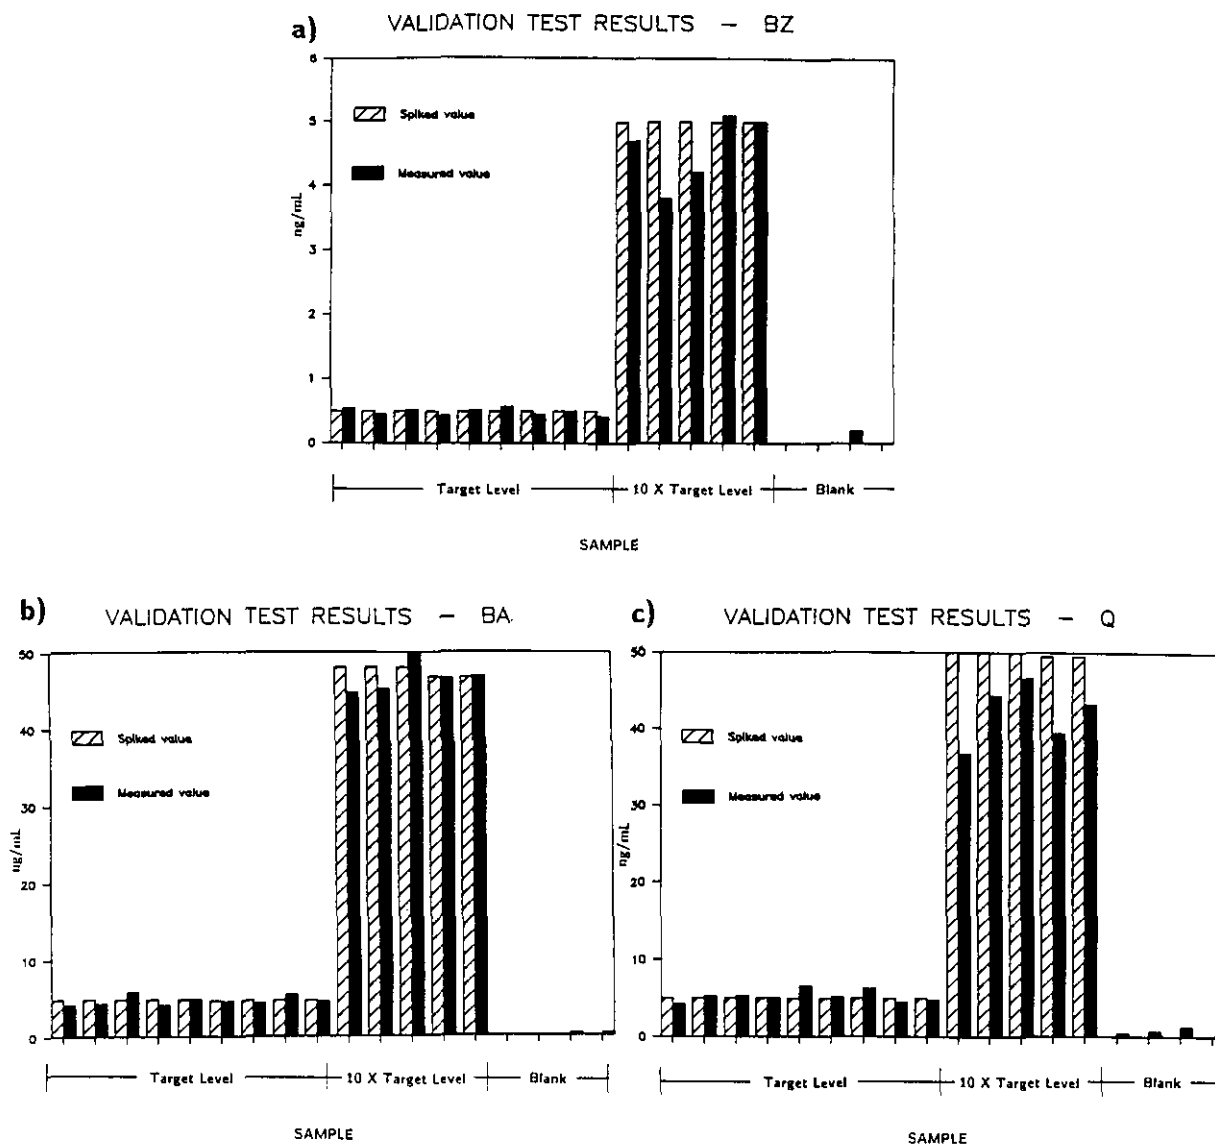 a) VALIDATION TEST RESULTS — BZ
6
5
4
3
2
1
0
ng/mL
Spiked value
Measured value
Target Level
10 X Target Level
Blank
SAMPLE
b) VALIDATION TEST RESULTS — BA
50
40
30
20
10
0
ng/mL
Spiked value
Measured value
Target Level
10 X Target Level
Blank
SAMPLE
c) VALIDATION TEST RESULTS — Q
50
40
30
20
10
0
ng/mL
Spiked value
Measured value
Target Level
10 X Target Level
Blank
SAMPLE